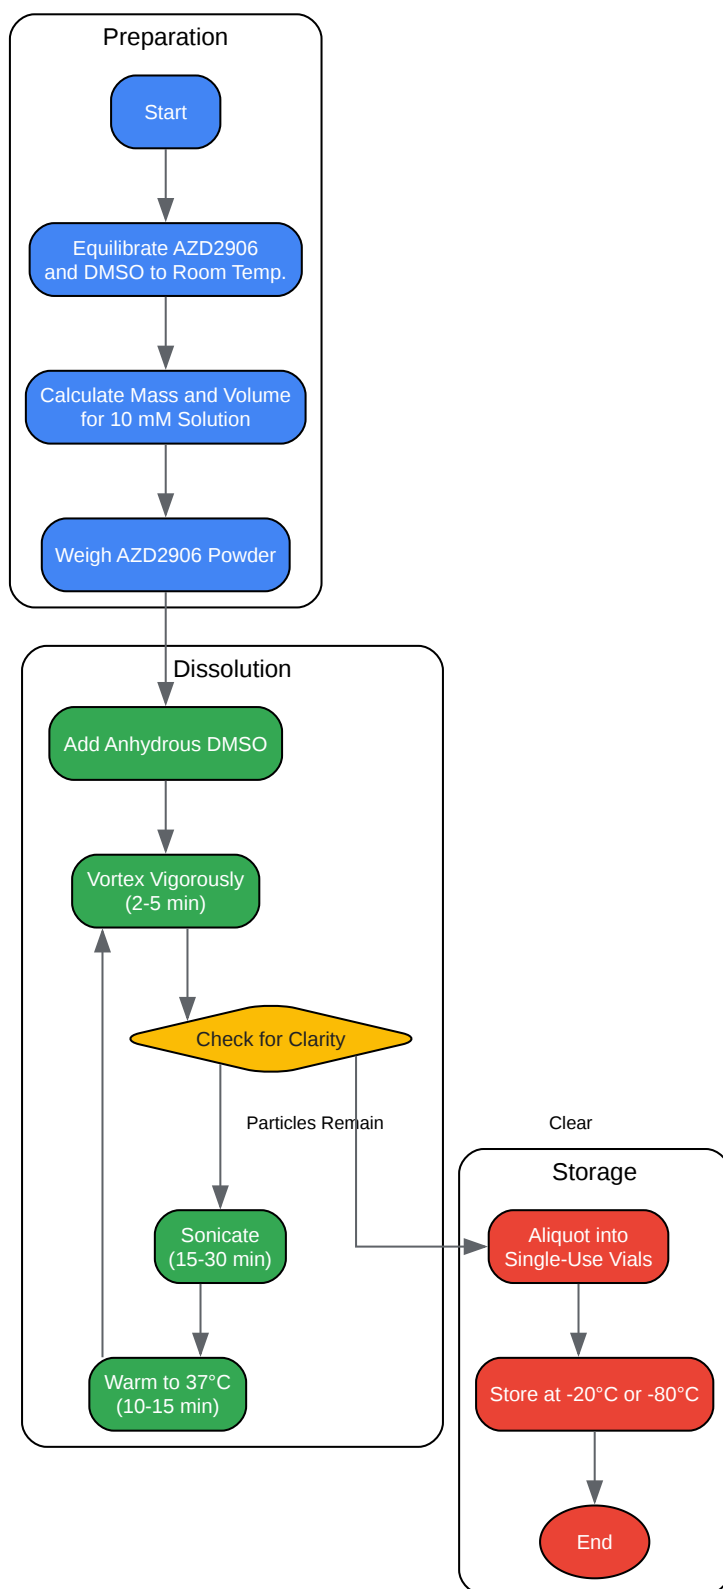 Preparation
Start
Equilibrate AZD2906
and DMSO to Room Temp.
Calculate Mass and Volume
for 10 mM Solution
Weigh AZD2906 Powder
Dissolution
Add Anhydrous DMSO
Vortex Vigorously
(2-5 min)
Check for Clarity
Particles Remain
Clear
Storage
Sonicate
(15-30 min)
Aliquot into
Single-Use Vials
Warm to 37°C
(10-15 min)
Store at -20°C or -80°C
End